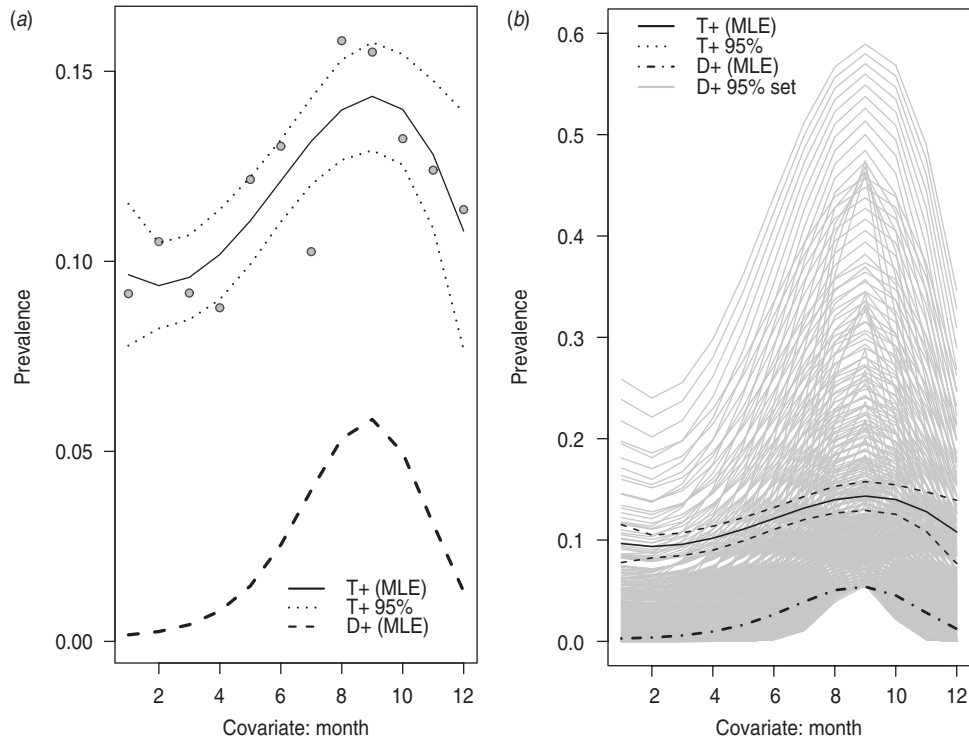 (a)
0.15
0.10
0.05
0.00
Prevalence
T+ (MLE)
T+ 95%
D+ (MLE)
2 4 6 8 10 12
Covariate: month
(b)
0.6
0.5
0.4
0.3
0.2
0.1
0.0
Prevalence
T+ (MLE)
T+ 95%
D+ (MLE)
D+ 95% set
2 4 6 8 10 12
Covariate: month